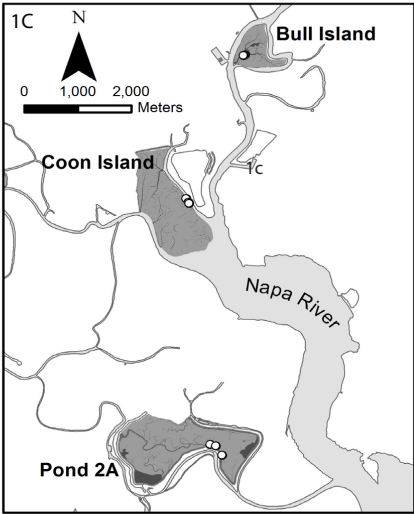 1C
N
Bull Island
0 1,000 2,000
Meters
Coon Island
1c
Napa River
Pond 2A